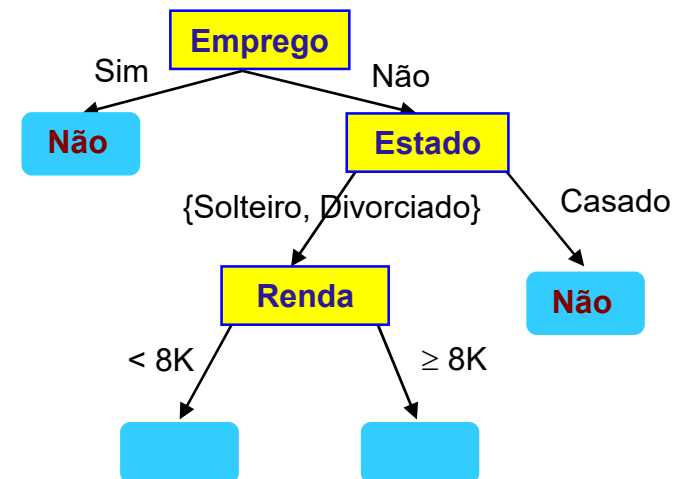 Emprego
Sim
Não
Não
Estado
{Solteiro, Divorciado}
Casado
Renda
Não
< 8K
≥ 8K